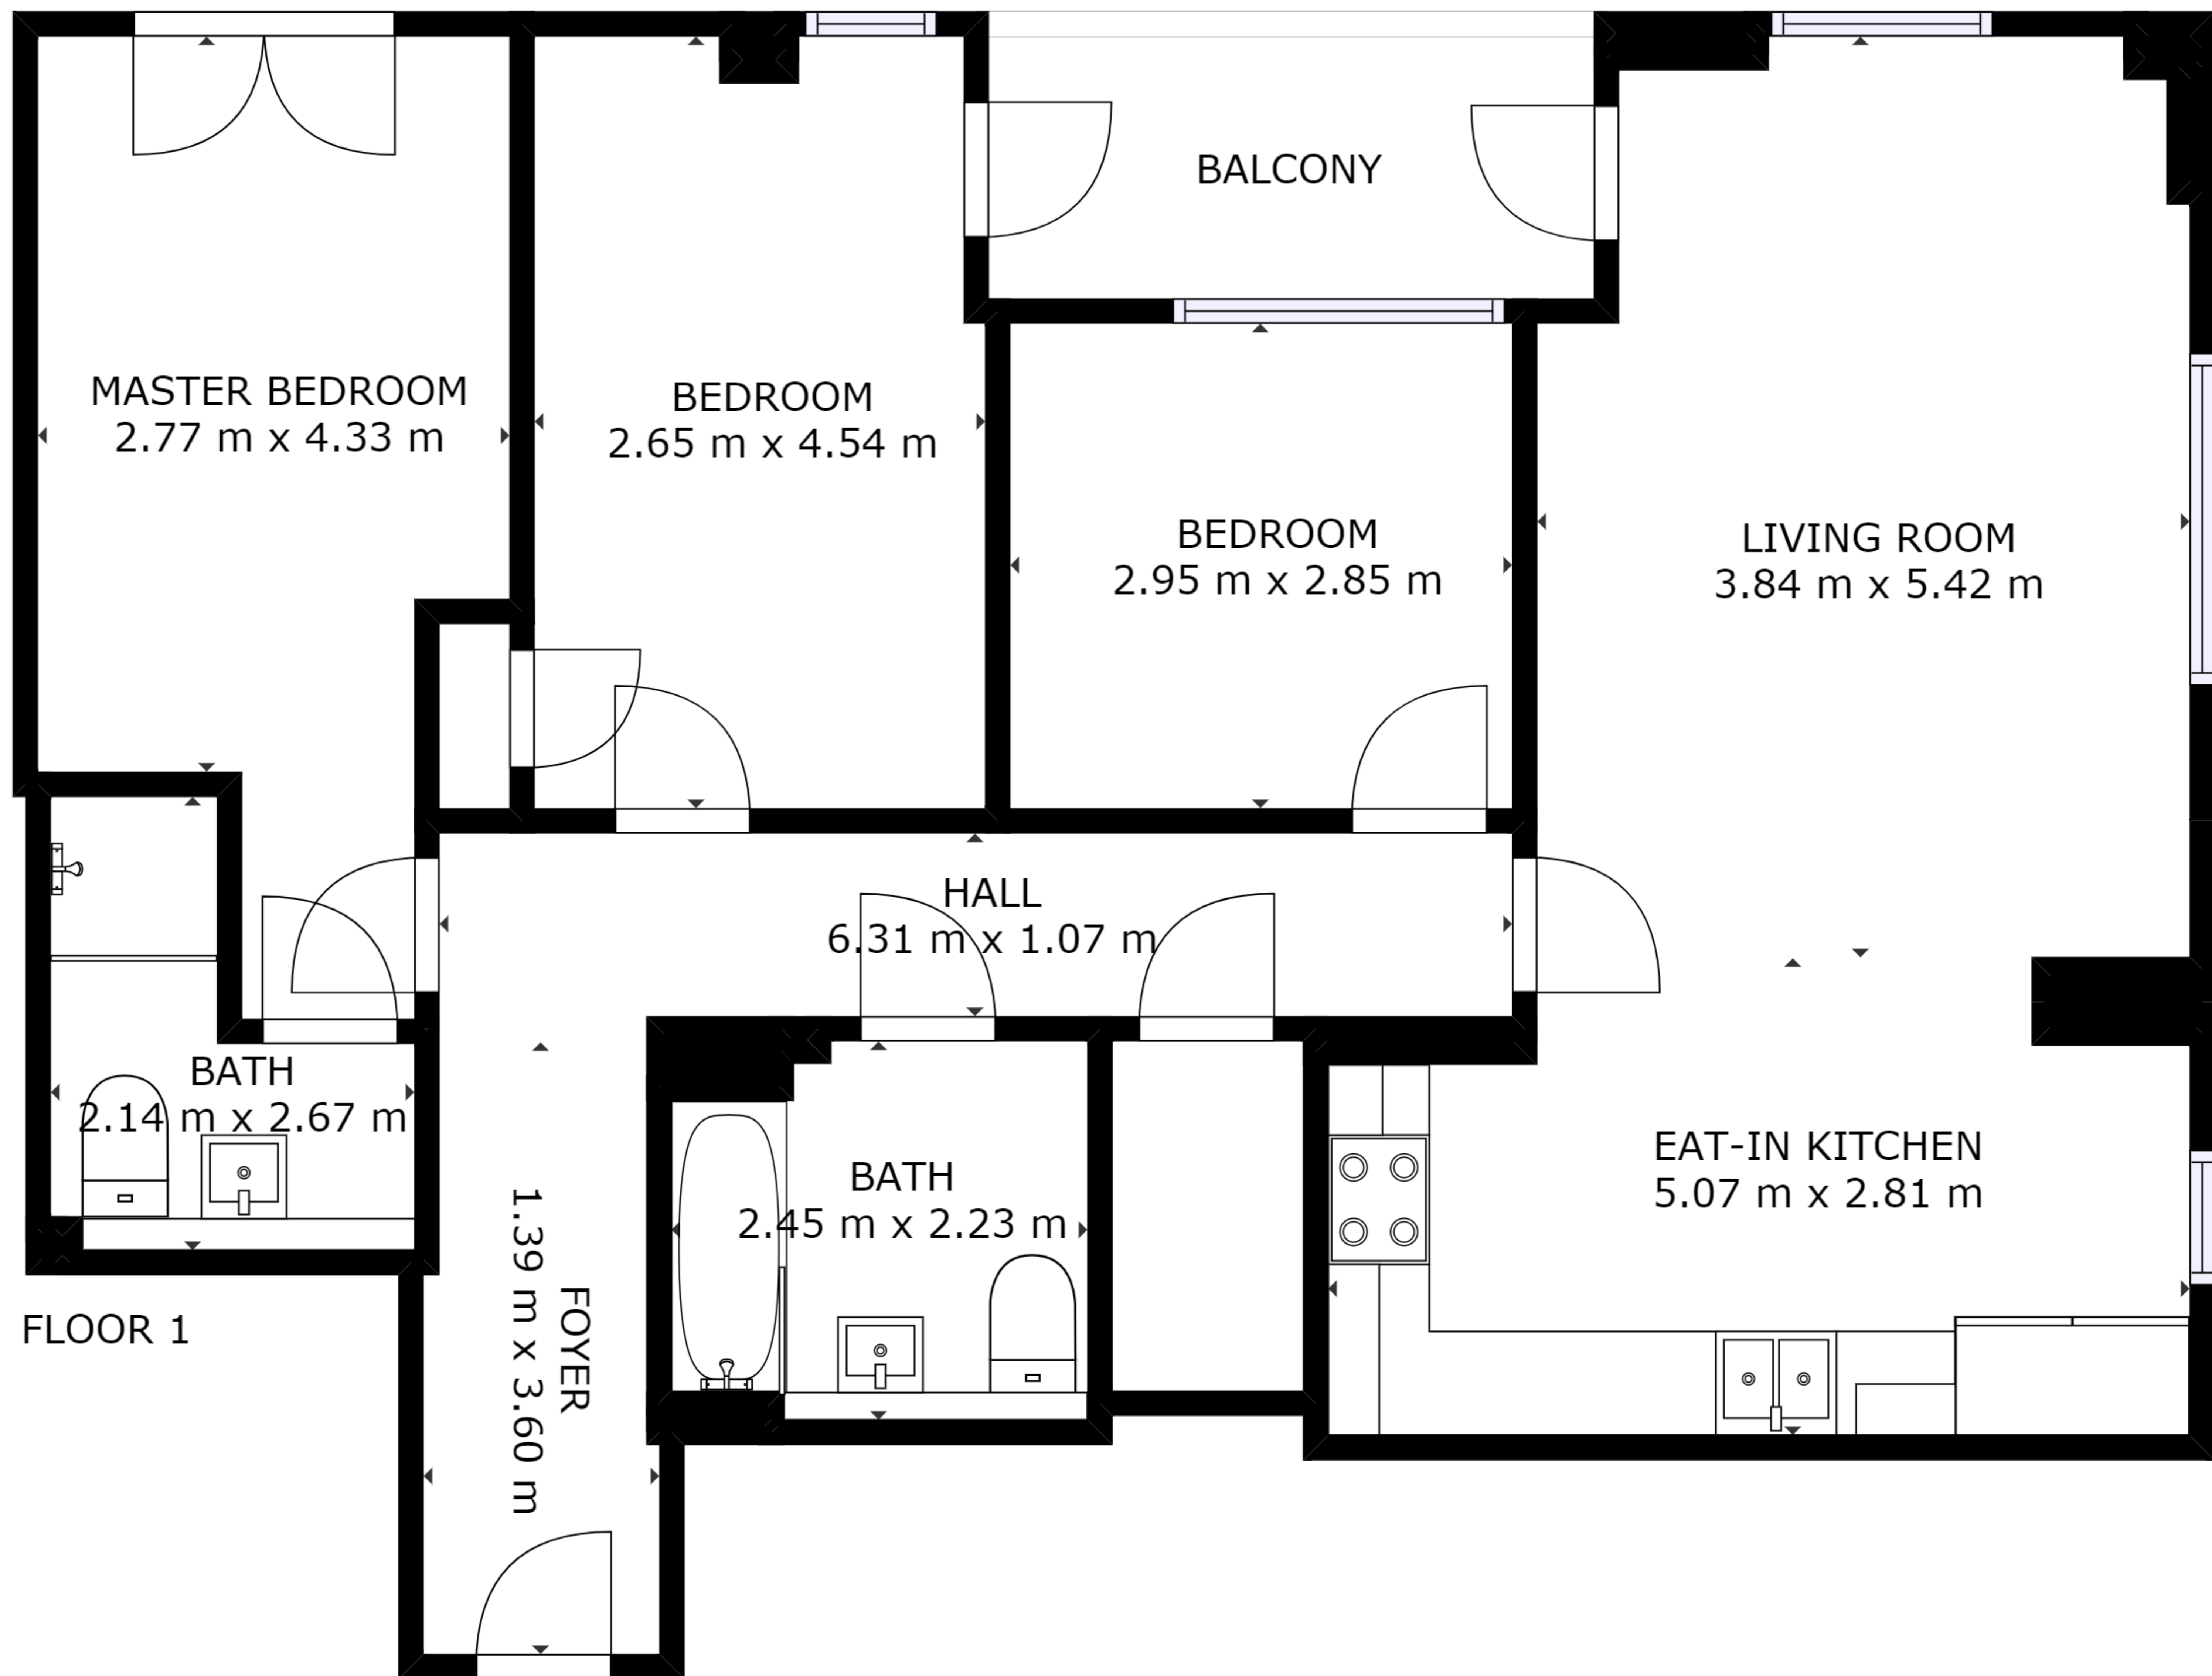 BALCONY
MASTER BEDROOM
2.77 m x 4.33 m
BEDROOM
2.65 m x 4.54 m
BEDROOM
2.95 m x 2.85 m
LIVING ROOM
3.84 m x 5.42 m
HALL
6.31 m x 1.07 m
BATH
2.14 m x 2.67 m
BATH
2.45 m x 2.23 m
EAT-IN KITCHEN
5.07 m x 2.81 m
FOYER
1.39 m x 3.60 m
FLOOR 1